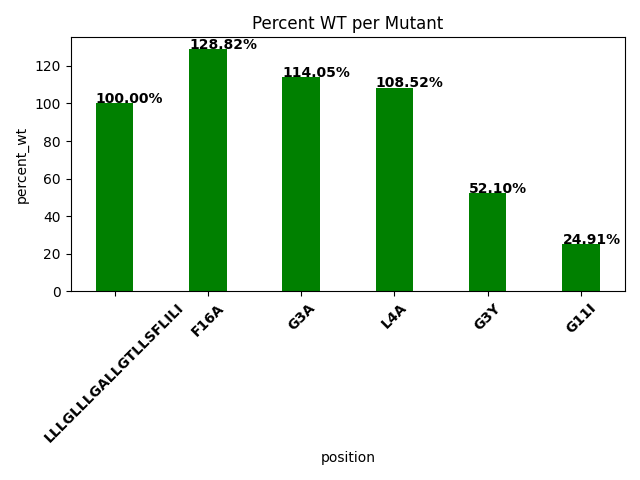 Percent WT per Mutant
percent_wt
120
100
80
60
40
20
0
100.00%
128.82%
114.05%
108.52%
52.10%
24.91%
LLLGLLLGALLGTLLSFLILI
F16A
G3A
L4A
G3Y
G11I
position